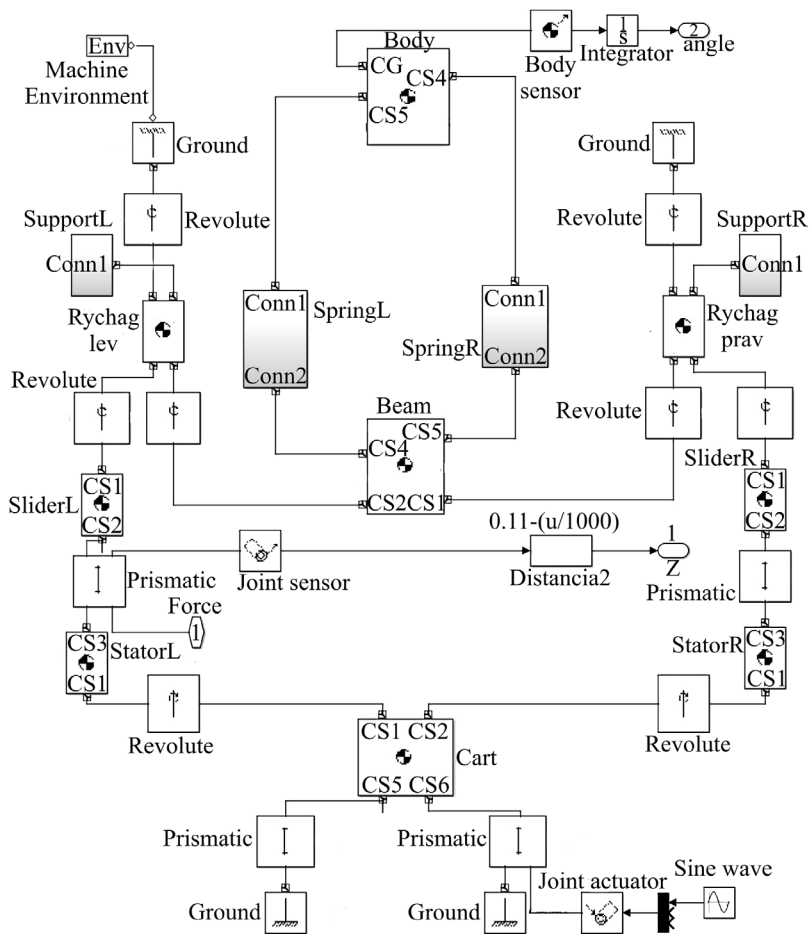 Env
Machine
Environment
Body
CG
CS4
CS5
Body
sensor
1
s
Integrator
2
angle
Ground
Ground
Revolute
Revolute
SupportL
Conn1
SupportR
Conn1
Rychag
lev
Conn1
SpringL
Conn2
Conn1
SpringR
Conn2
Rychag
prav
Revolute
Beam
CS5
CS4
CS2CS1
Revolute
SliderL
CS1
CS2
SliderR
CS1
CS2
Prismatic
Joint sensor
0.11-(u/1000)
Distancia2
1
Z
Prismatic
Force
1
CS3
StatorL
CS1
StatorR
CS3
CS1
Revolute
Revolute
CS1 CS2
Cart
CS5 CS6
Prismatic
Prismatic
Ground
Ground
Joint actuator
Sine wave